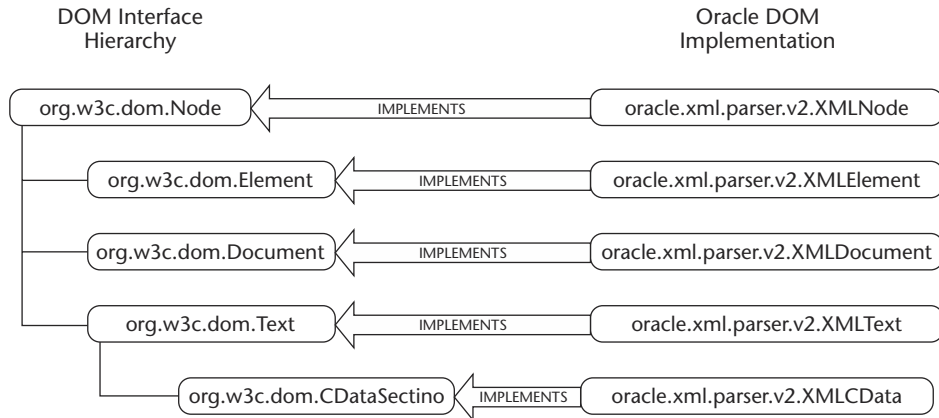 DOM Interface
Hierarchy
Oracle DOM
Implementation
org.w3c.dom.Node
IMPLEMENTS
oracle.xml.parser.v2.XMLNode
org.w3c.dom.Element
IMPLEMENTS
oracle.xml.parser.v2.XMLElement
org.w3c.dom.Document
IMPLEMENTS
oracle.xml.parser.v2.XMLDocument
org.w3c.dom.Text
IMPLEMENTS
oracle.xml.parser.v2.XMLText
org.w3c.dom.CDataSectino
IMPLEMENTS
oracle.xml.parser.v2.XMLCData